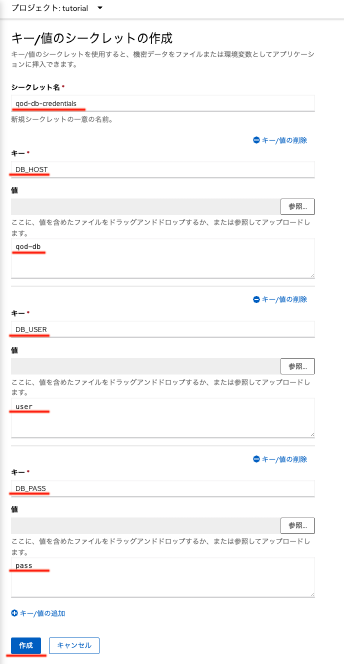 プロジェクト: tutorial
キー/値のシークレットの作成
キー/値のシークレットを使用すると、機密データをファイルまたは環境変数としてアプリケーショ
ンに挿入できます。
シークレット名 *
qod-db-credentials
新規シークレットの一意の名前。
キー/値の削除
キー *
DB_HOST
値
参照...
ここに、値を含めたファイルをドラッグアンドドロップするか、または参照してアップロードし
ます。
qod-db
キー/値の削除
キー *
DB_USER
値
参照...
ここに、値を含めたファイルをドラッグアンドドロップするか、または参照してアップロードし
ます。
user
キー/値の削除
キー *
DB_PASS
値
参照...
ここに、値を含めたファイルをドラッグアンドドロップするか、または参照してアップロードし
ます。
pass
キー/値の追加
作成
キャンセル